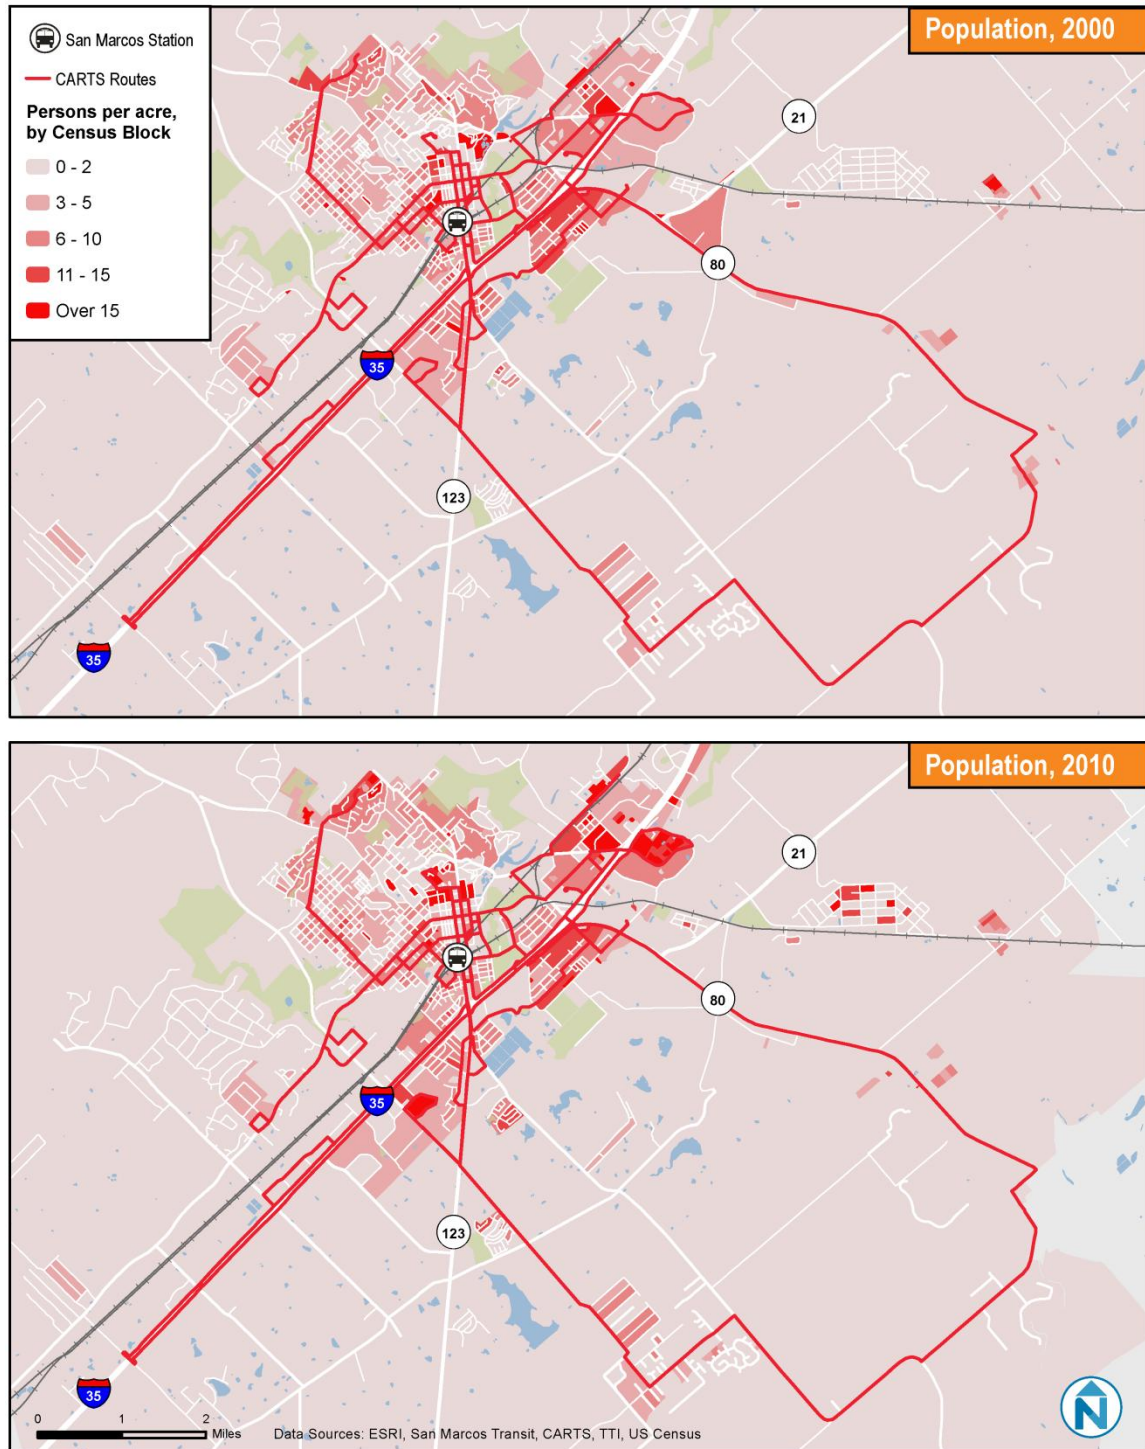 Population, 2000
San Marcos Station
CARTS Routes
Persons per acre,
by Census Block
0 - 2
3 - 5
6 - 10
11 - 15
Over 15
21
80
35
123
35
Population, 2010
21
80
35
123
35
0 1 2
Miles
Data Sources: ESRI, San Marcos Transit, CARTS, TTI, US Census
N